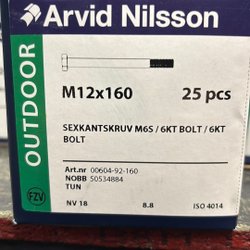 Arvid Nilsson
OUTDOOR
M12x160 25 pcs
SEXKANTSKRUV M6S / 6KT BOLT / 6KT
BOLT
Art.nr 00604-92-160
NOBB 50534884
TUN
FZV
NV 18 8.8 ISO 4014